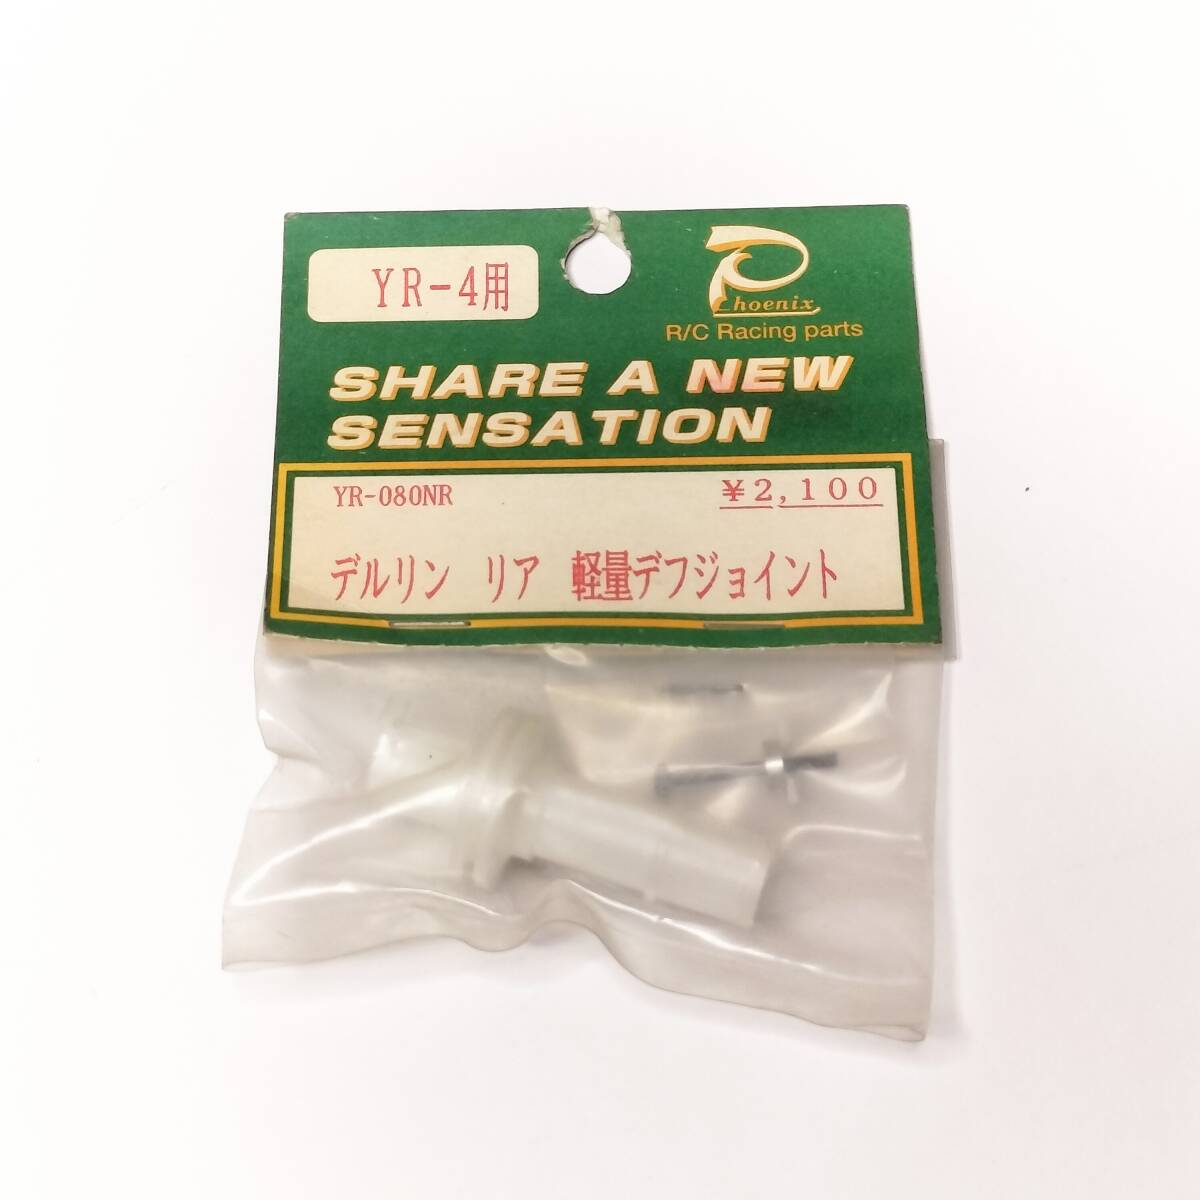 YR-4用
Phoenix
R/C Racing parts
SHARE A NEW
SENSATION
YR-080NR ¥2,100
デルリン リア 軽量デフジョイント